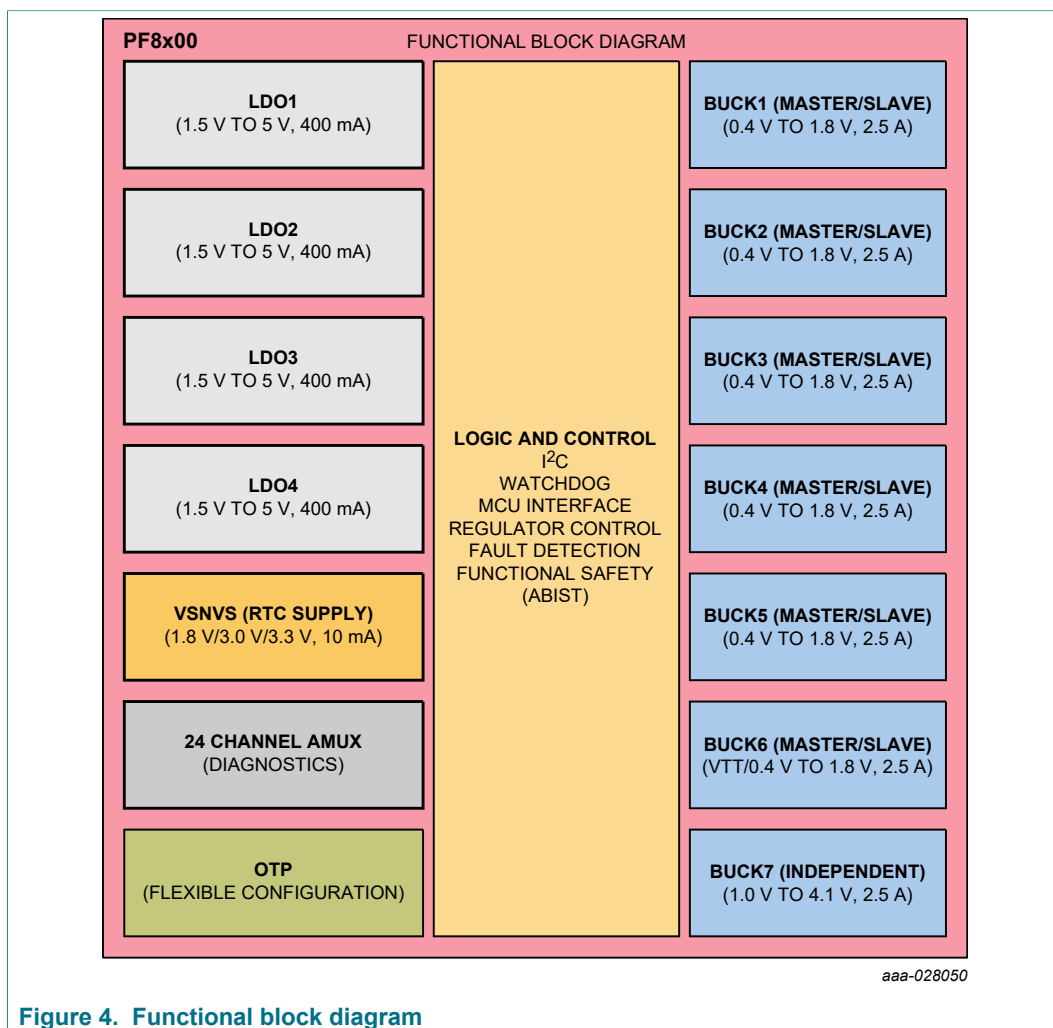 PF8x00
FUNCTIONAL BLOCK DIAGRAM
LDO1
(1.5 V TO 5 V, 400 mA)
LDO2
(1.5 V TO 5 V, 400 mA)
LDO3
(1.5 V TO 5 V, 400 mA)
LDO4
(1.5 V TO 5 V, 400 mA)
VSNVS (RTC SUPPLY)
(1.8 V/3.0 V/3.3 V, 10 mA)
24 CHANNEL AMUX
(DIAGNOSTICS)
OTP
(FLEXIBLE CONFIGURATION)
LOGIC AND CONTROL
I2C
WATCHDOG
MCU INTERFACE
REGULATOR CONTROL
FAULT DETECTION
FUNCTIONAL SAFETY
(ABIST)
BUCK1 (MASTER/SLAVE)
(0.4 V TO 1.8 V, 2.5 A)
BUCK2 (MASTER/SLAVE)
(0.4 V TO 1.8 V, 2.5 A)
BUCK3 (MASTER/SLAVE)
(0.4 V TO 1.8 V, 2.5 A)
BUCK4 (MASTER/SLAVE)
(0.4 V TO 1.8 V, 2.5 A)
BUCK5 (MASTER/SLAVE)
(0.4 V TO 1.8 V, 2.5 A)
BUCK6 (MASTER/SLAVE)
(VTT/0.4 V TO 1.8 V, 2.5 A)
BUCK7 (INDEPENDENT)
(1.0 V TO 4.1 V, 2.5 A)
aaa-028050
Figure 4. Functional block diagram